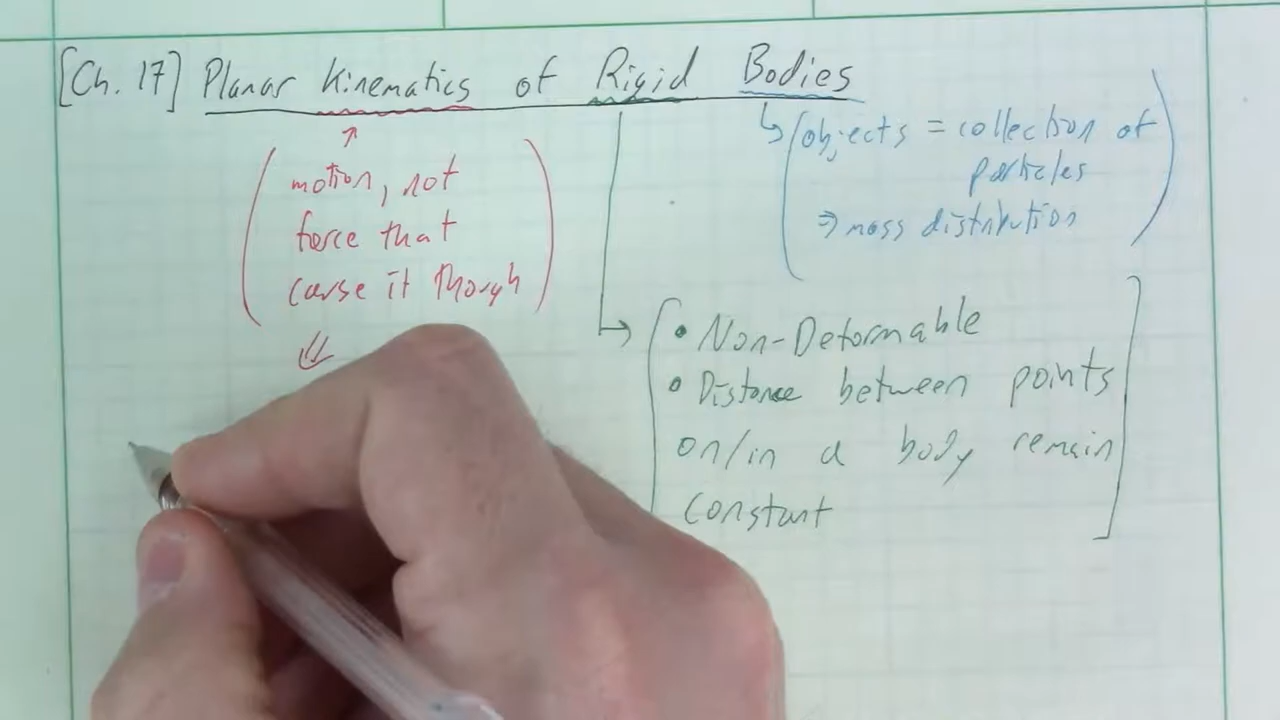 [Ch. 17] Planar Kinematics of Rigid Bodies
↑
motion, not
force that
cause it though
⇓
↳ objects = collection of
particles
⇒ mass distribution
→ • Non-Deformable
• Distance between points
on/in a body remain
constant